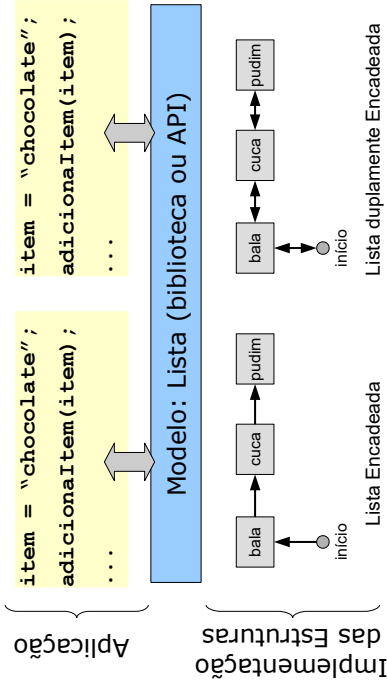 Aplicação
item = “chocolate”;
adicionaItem(item);
...
item = “chocolate”;
adicionaItem(item);
...
Modelo: Lista (biblioteca ou API)
Implementação
das Estruturas
bala
cuca
pudim
início
Lista Encadeada
bala
cuca
pudim
início
Lista duplamente Encadeada